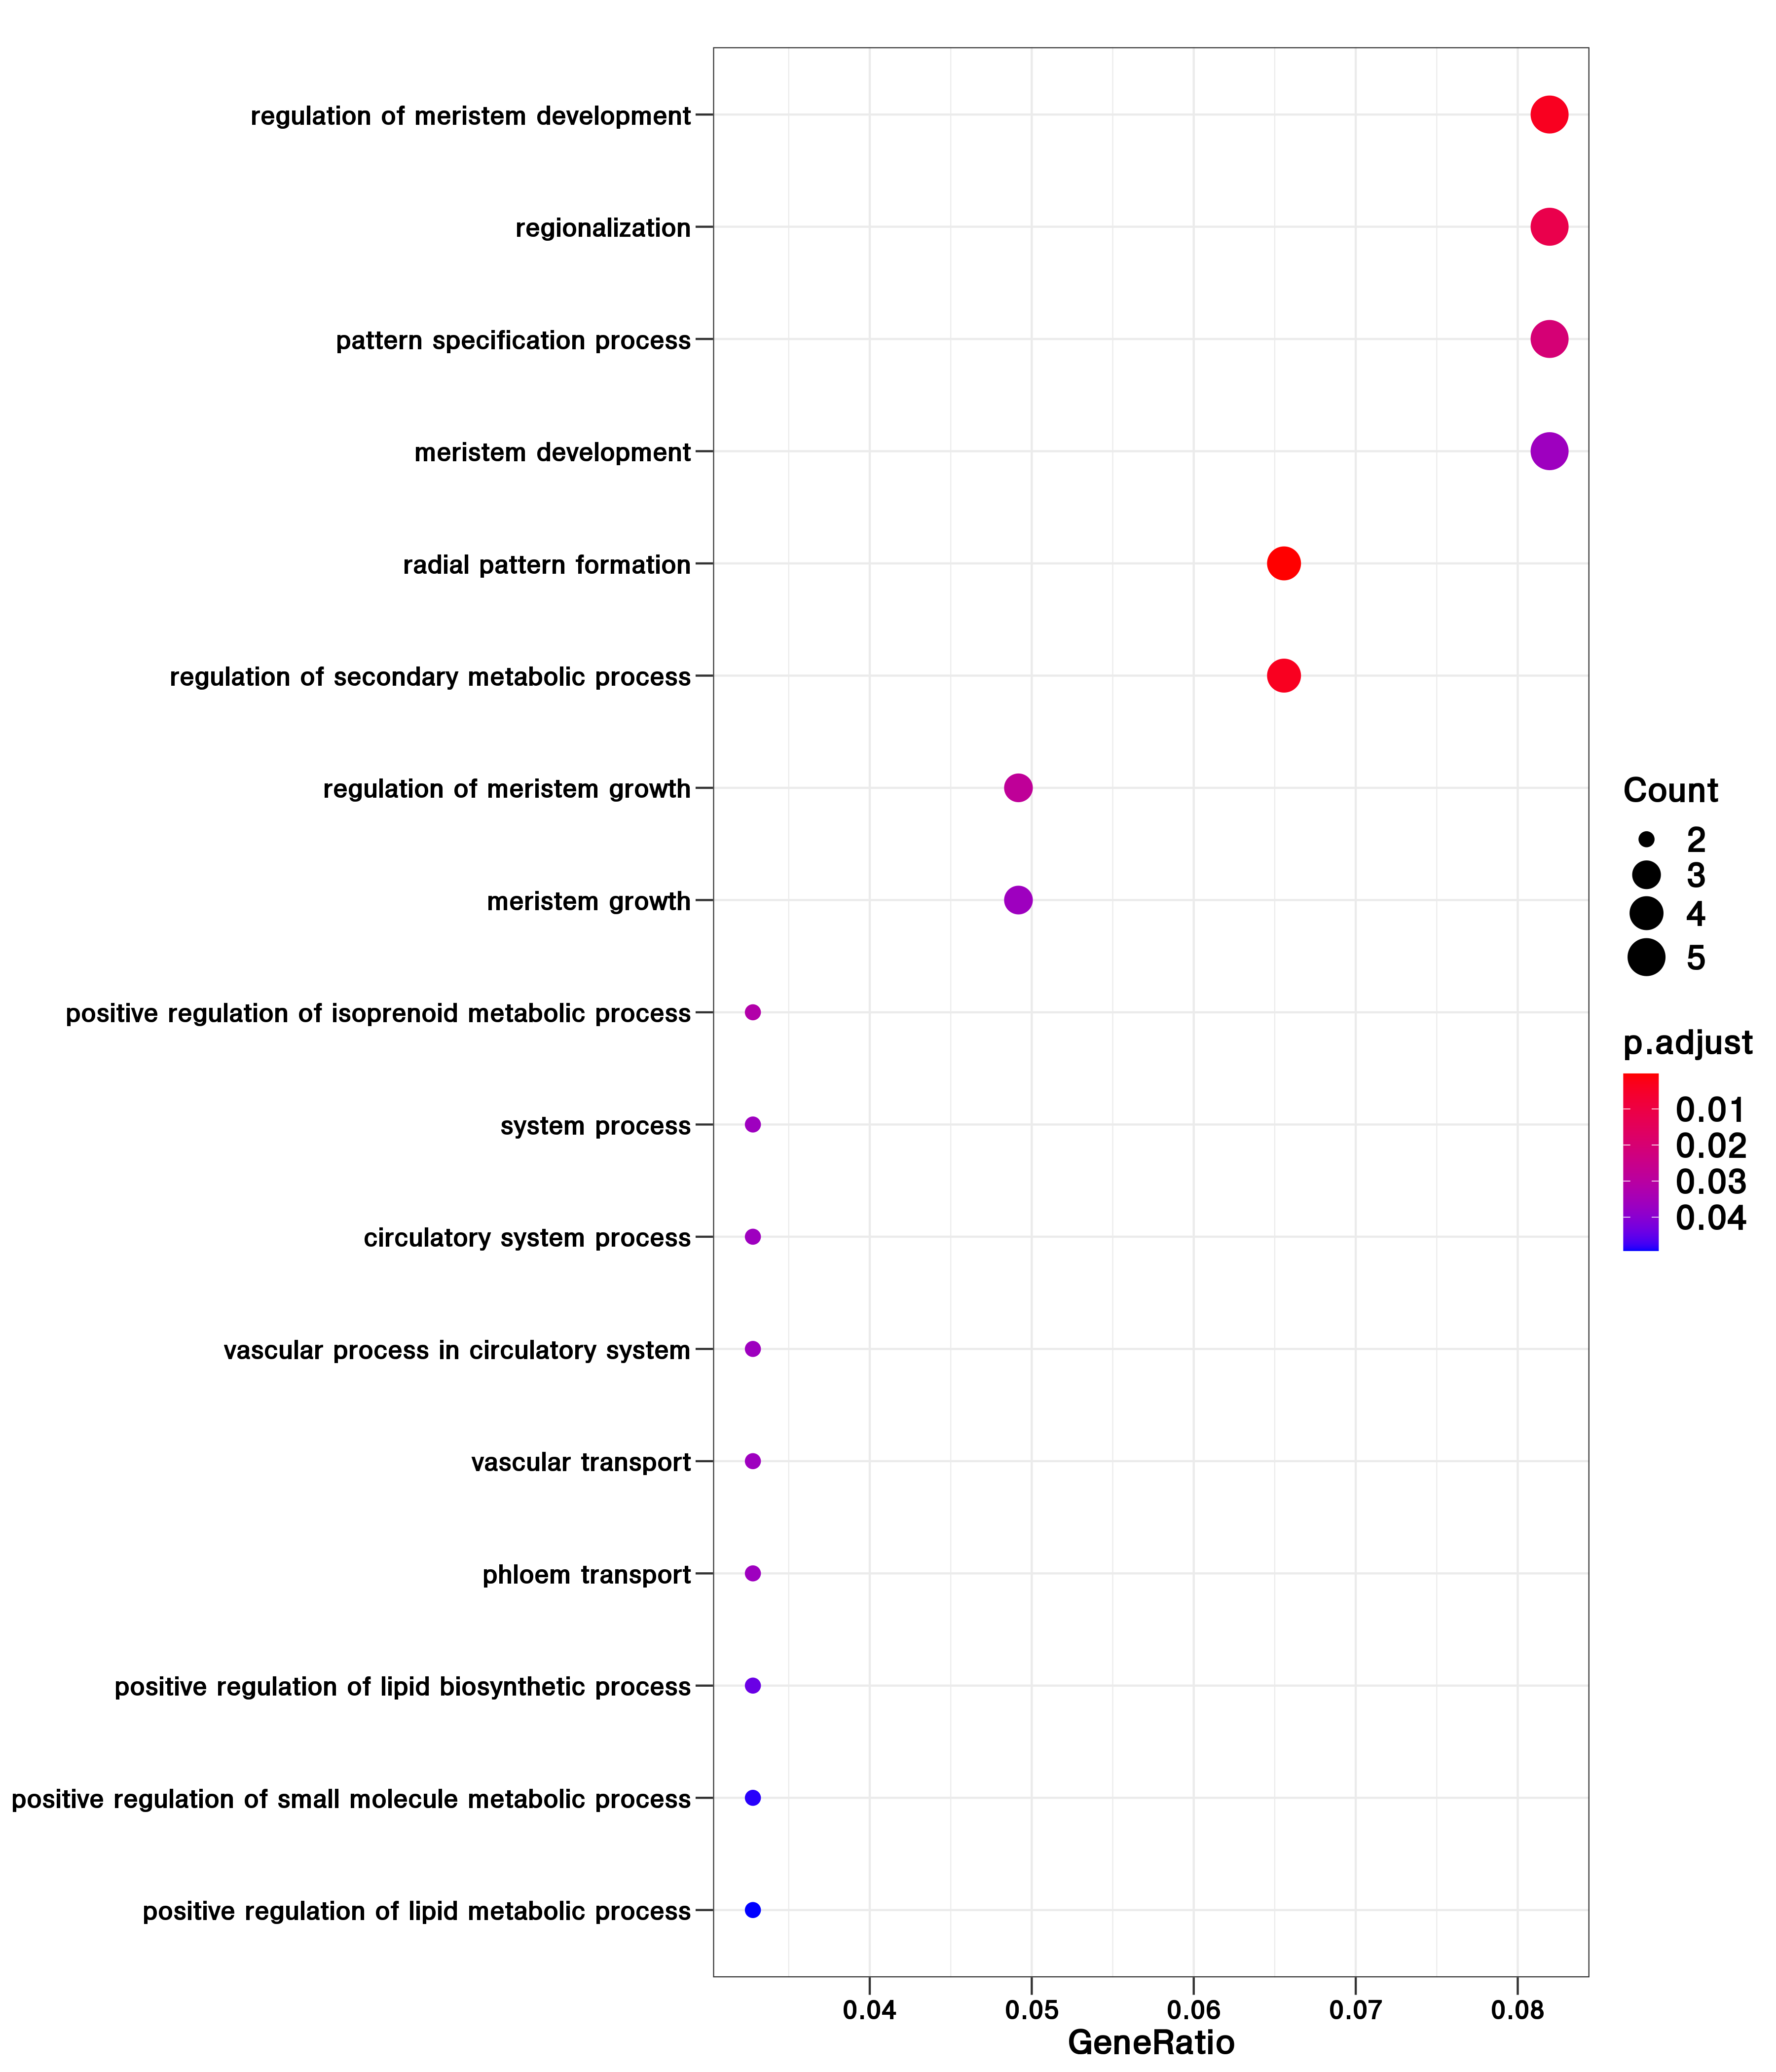 regulation of meristem development
regionalization
pattern specification process
meristem development
radial pattern formation
regulation of secondary metabolic process
regulation of meristem growth
meristem growth
positive regulation of isoprenoid metabolic process
system process
circulatory system process
vascular process in circulatory system
vascular transport
phloem transport
positive regulation of lipid biosynthetic process
positive regulation of small molecule metabolic process
positive regulation of lipid metabolic process
0.04 0.05 0.06 0.07 0.08
GeneRatio
Count
2
3
4
5
p.adjust
0.01
0.02
0.03
0.04